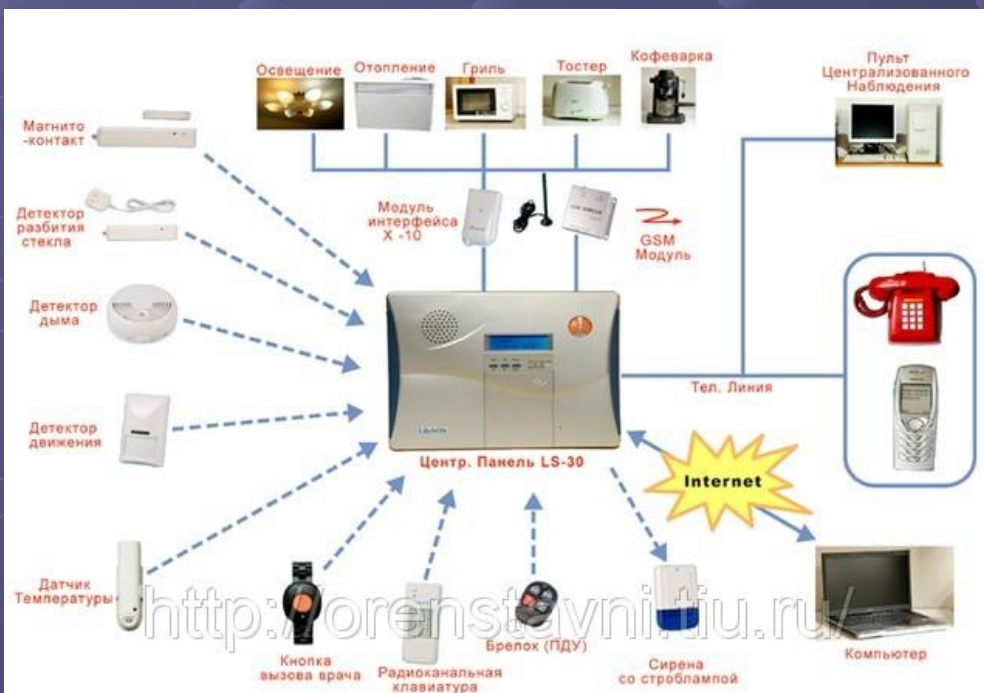 Освещение
Отопление
Гриль
Тостер
Кофеварка
Пульт
Централизованного
Наблюдения
Магнито
-контакт
Детектор
разбития
стекла
Модуль
интерфейса
X -10
GSM
Модуль
Детектор
дыма
Детектор
движения
Тел. Линия
Центр. Панель LS-30
Internet
Датчик
Температуры
http://orenstavni.tiu.ru/
Кнопка
вызова врача
Радиоканальная
клавиатура
Брелок (ПДУ)
Сирена
со строблампой
Компьютер